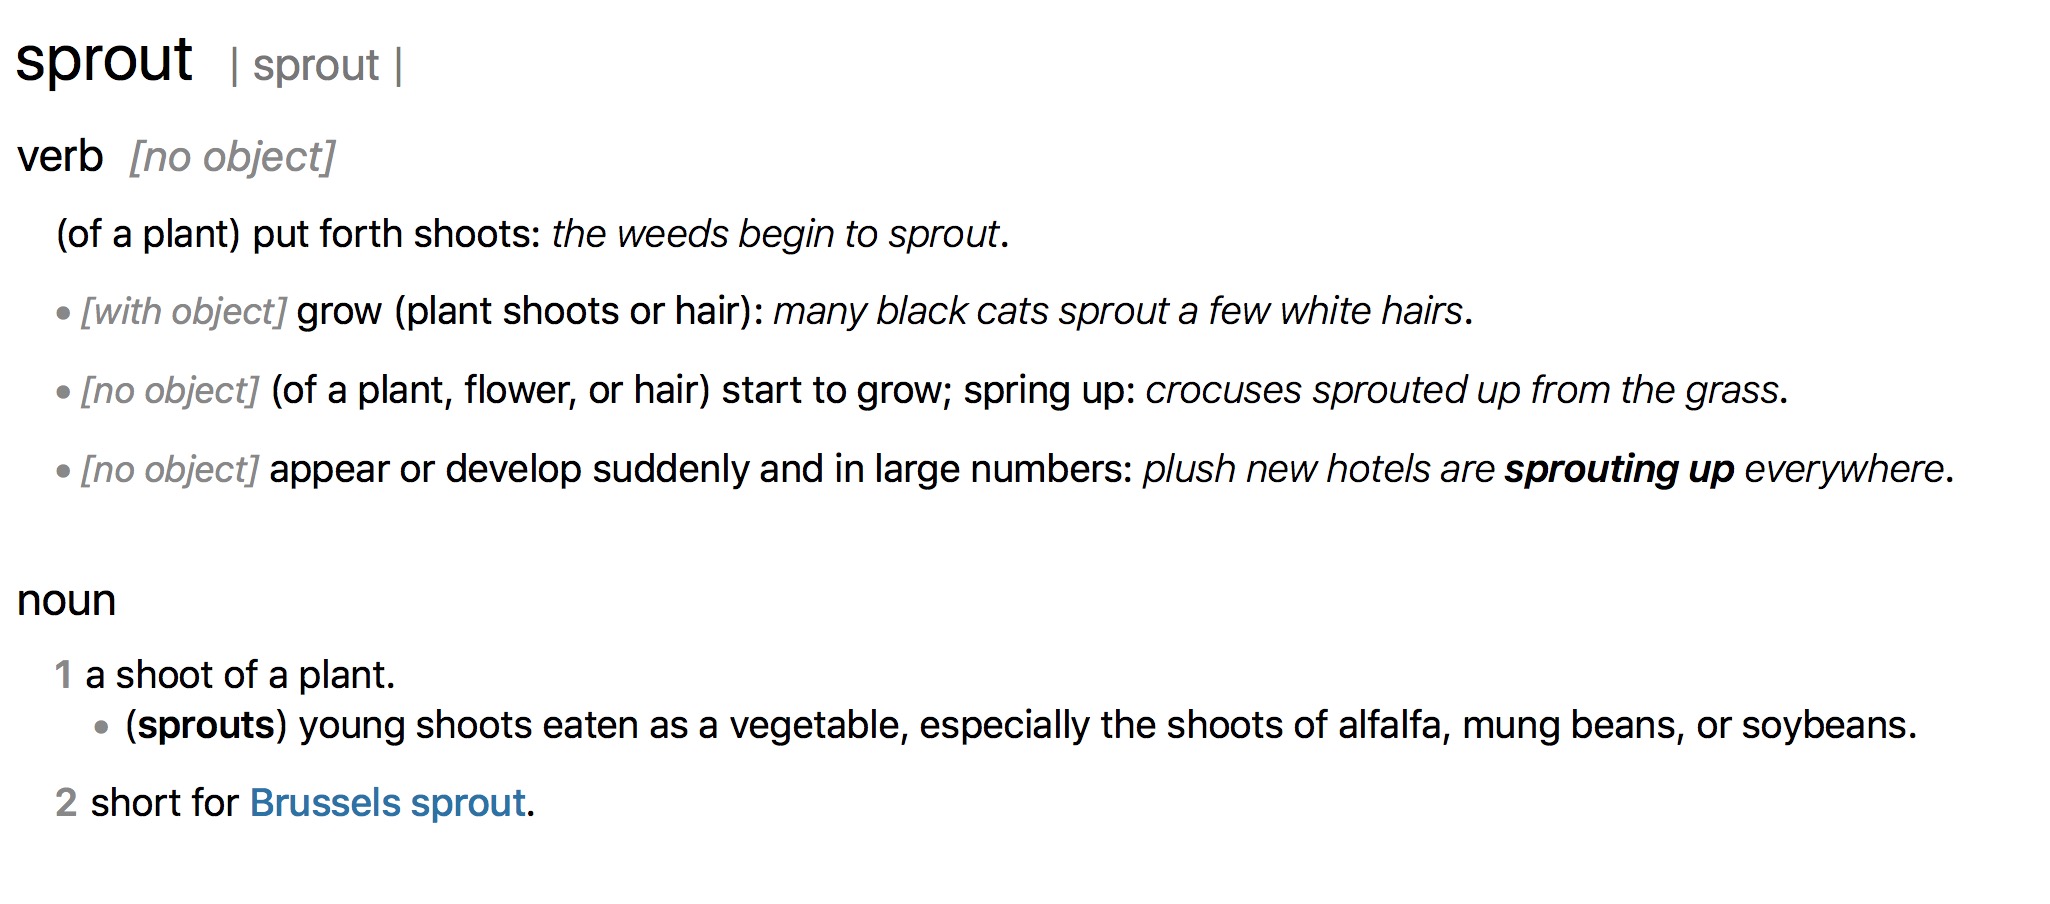 sprout | sprout |
verb [no object]
(of a plant) put forth shoots: the weeds begin to sprout.
• [with object] grow (plant shoots or hair): many black cats sprout a few white hairs.
• [no object] (of a plant, flower, or hair) start to grow; spring up: crocuses sprouted up from the grass.
• [no object] appear or develop suddenly and in large numbers: plush new hotels are sprouting up everywhere.
noun
1 a shoot of a plant.
• (sprouts) young shoots eaten as a vegetable, especially the shoots of alfalfa, mung beans, or soybeans.
2 short for Brussels sprout.